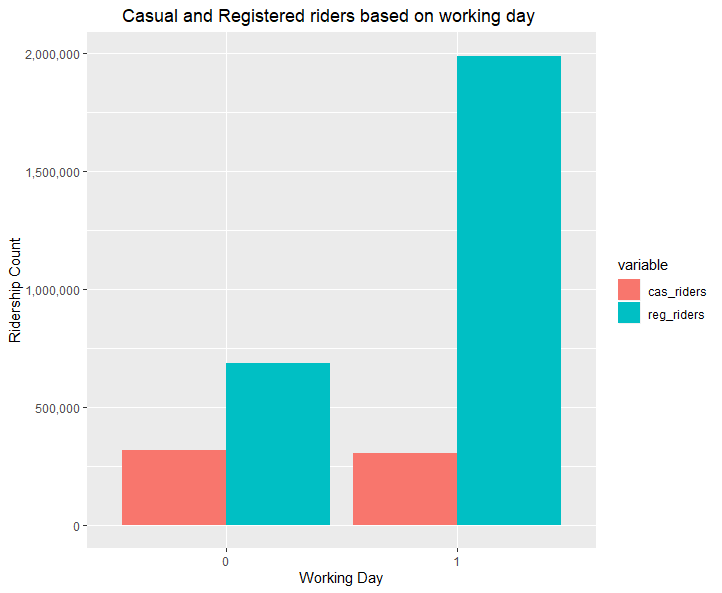 Casual and Registered riders based on working day
2,000,000
1,500,000
1,000,000
500,000
0
Ridership Count
0 1
Working Day
variable
cas_riders
reg_riders